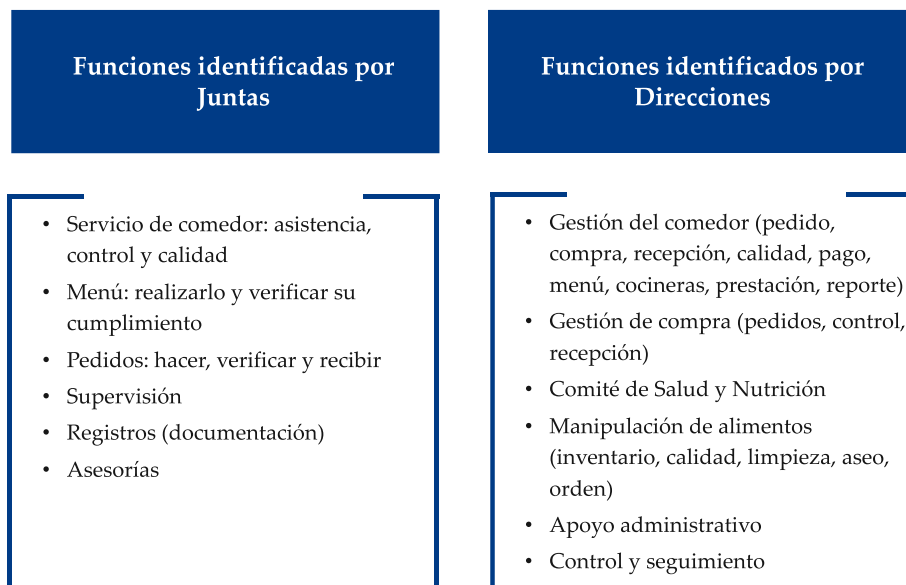 Funciones identificadas por
Juntas
• Servicio de comedor: asistencia,
control y calidad
• Menú: realizarlo y verificar su
cumplimiento
• Pedidos: hacer, verificar y recibir
• Supervisión
• Registros (documentación)
• Asesorías
Funciones identificados por
Direcciones
• Gestión del comedor (pedido,
compra, recepción, calidad, pago,
menú, cocineras, prestación, reporte)
• Gestión de compra (pedidos, control,
recepción)
• Comité de Salud y Nutrición
• Manipulación de alimentos
(inventario, calidad, limpieza, aseo,
orden)
• Apoyo administrativo
• Control y seguimiento